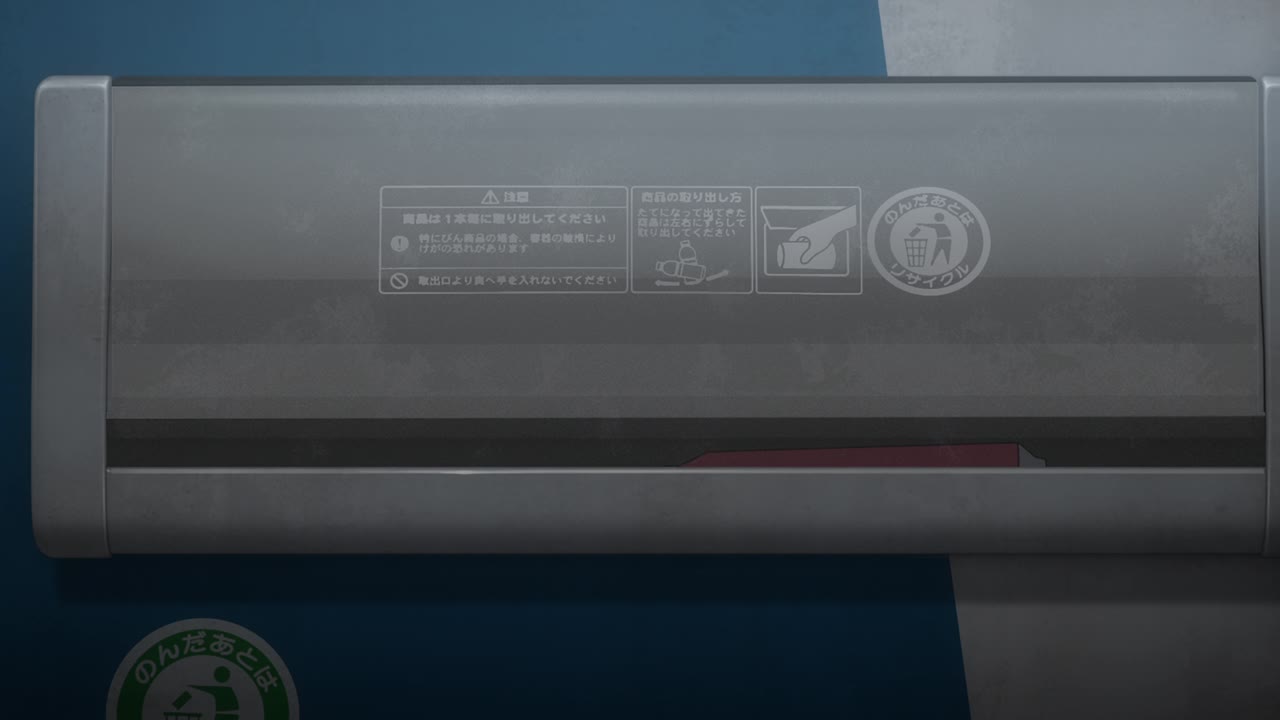 注意
商品は1本毎に取り出してください
特にびん商品の場合、容器の破損により
けがの恐れがあります
取出口より奥へ手を入れないでください
商品の取り出し方
たてになって出てきた
商品は左右にずらして
取り出してください
のんだあとは
リサイクル
のんだあとは